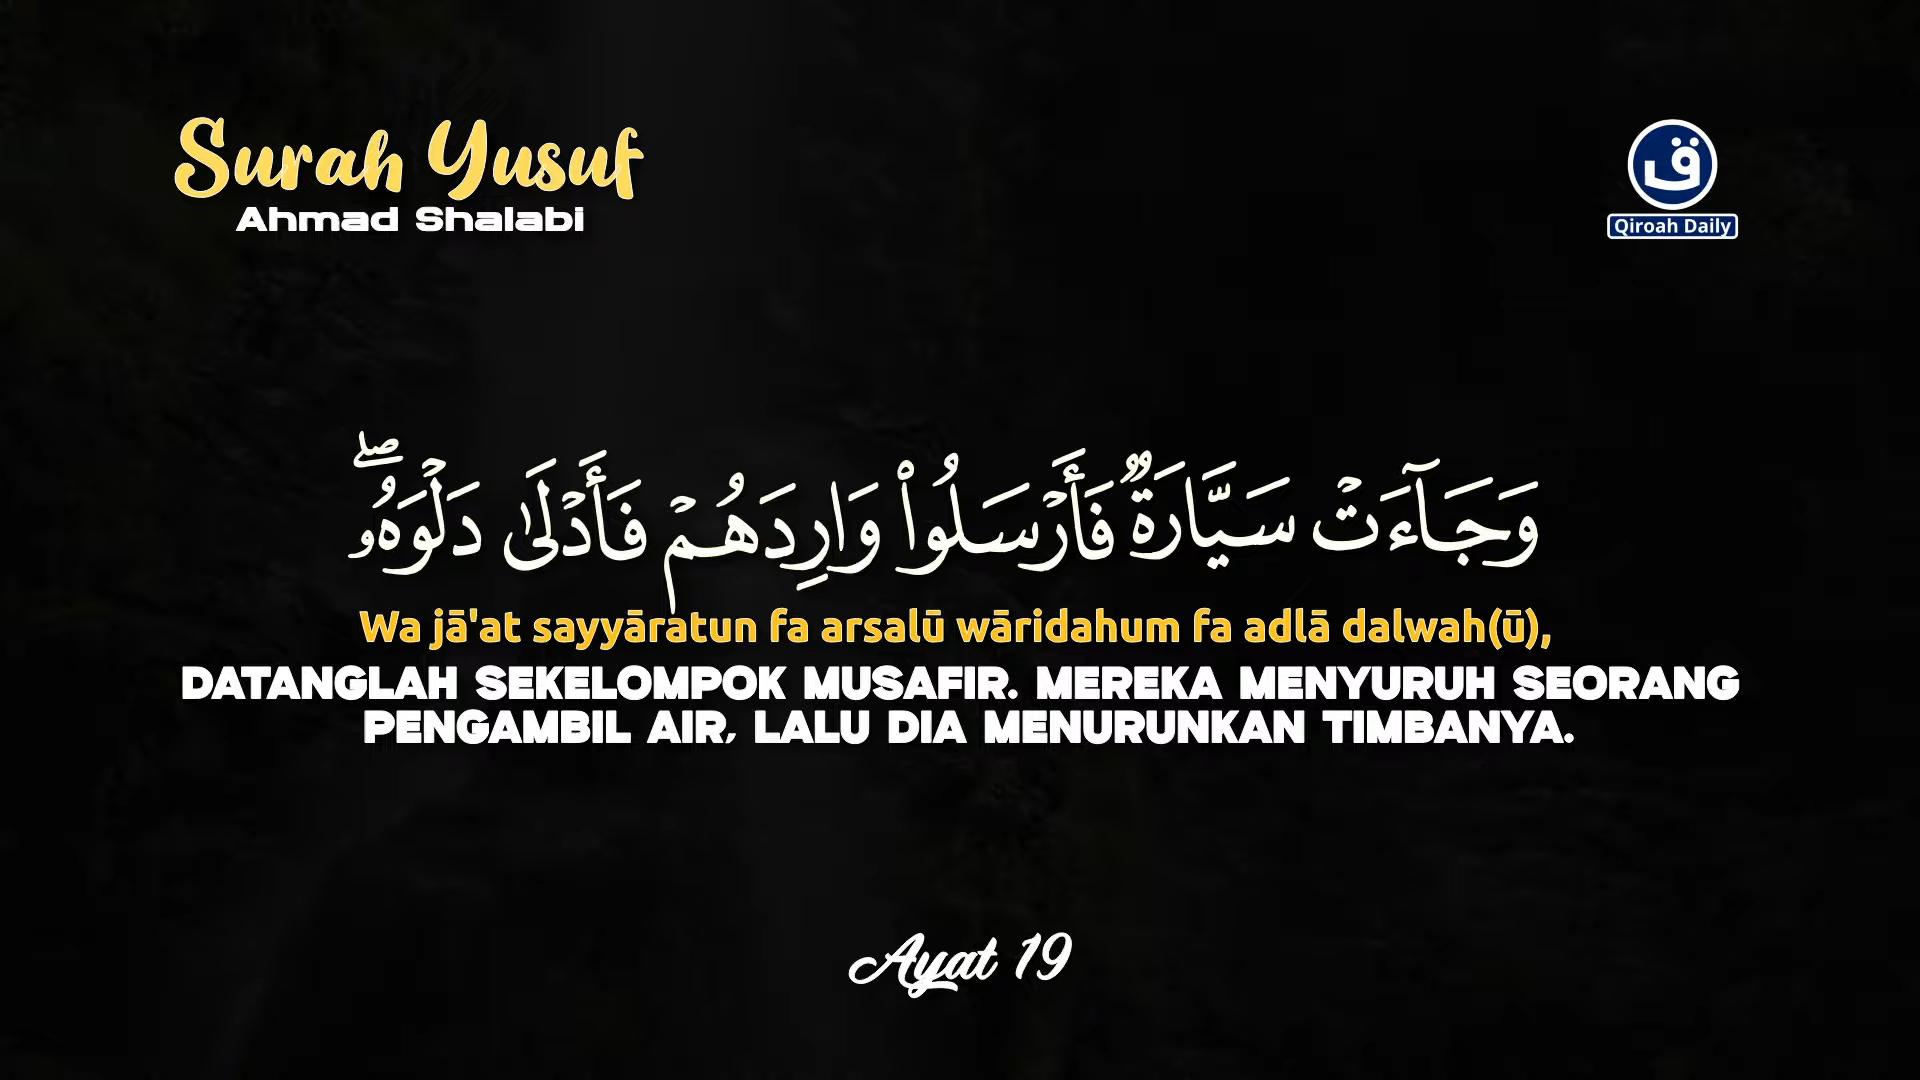 Surah Yusuf
Ahmad Shalabi
ق
Qiroah Daily
وَجَآءَتۡ سَيَّارَةٌ فَأَرۡسَلُواْ وَارِدَهُمۡ فَأَدۡلَىٰ دَلۡوَهُۥۖ
Wa jā'at sayyāratun fa arsalū wāridahum fa adlā dalwah(ū),
DATANGLAH SEKELOMPOK MUSAFIR. MEREKA MENYURUH SEORANG
PENGAMBIL AIR, LALU DIA MENURUNKAN TIMBANYA.
Ayat 19